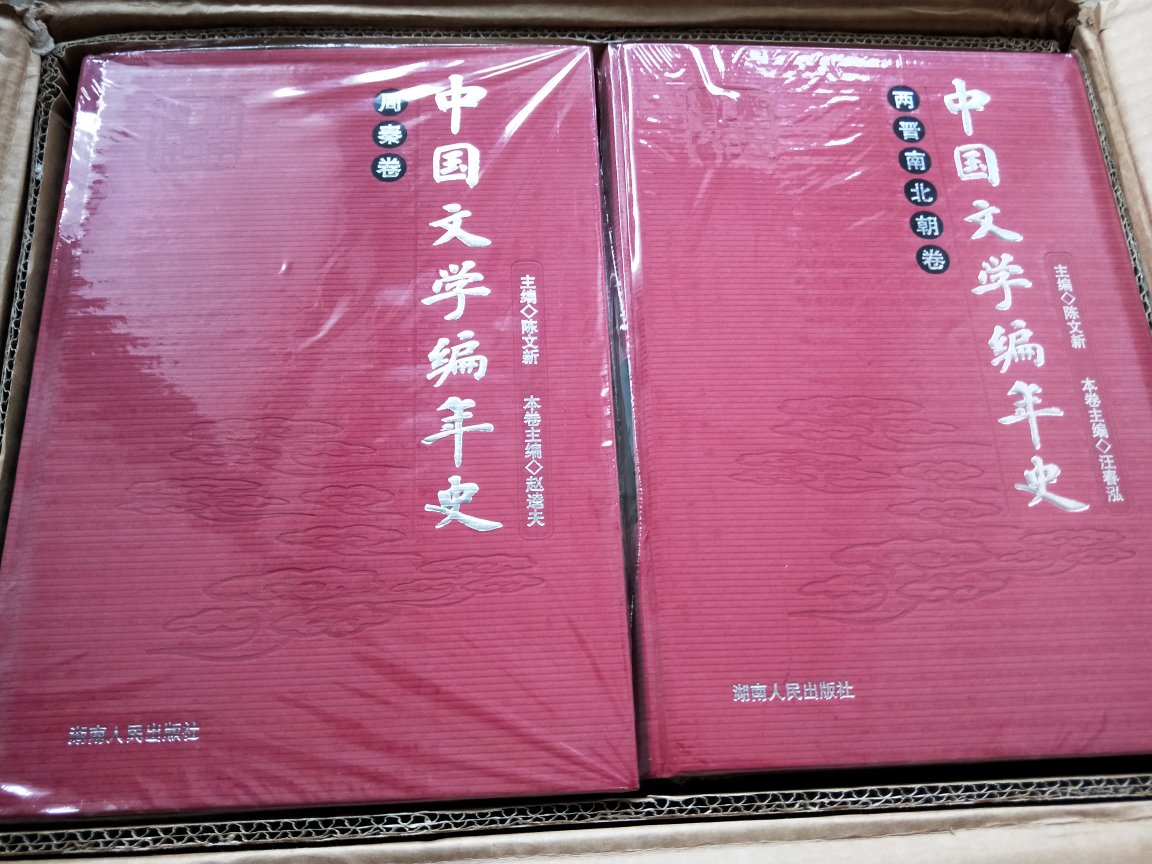 中国文学编年史
周秦卷
主编◇陈文新 本卷主编◇赵逵夫
湖南人民出版社
中国文学编年史
两晋南北朝卷
主编◇陈文新 本卷主编◇汪春泓
湖南人民出版社